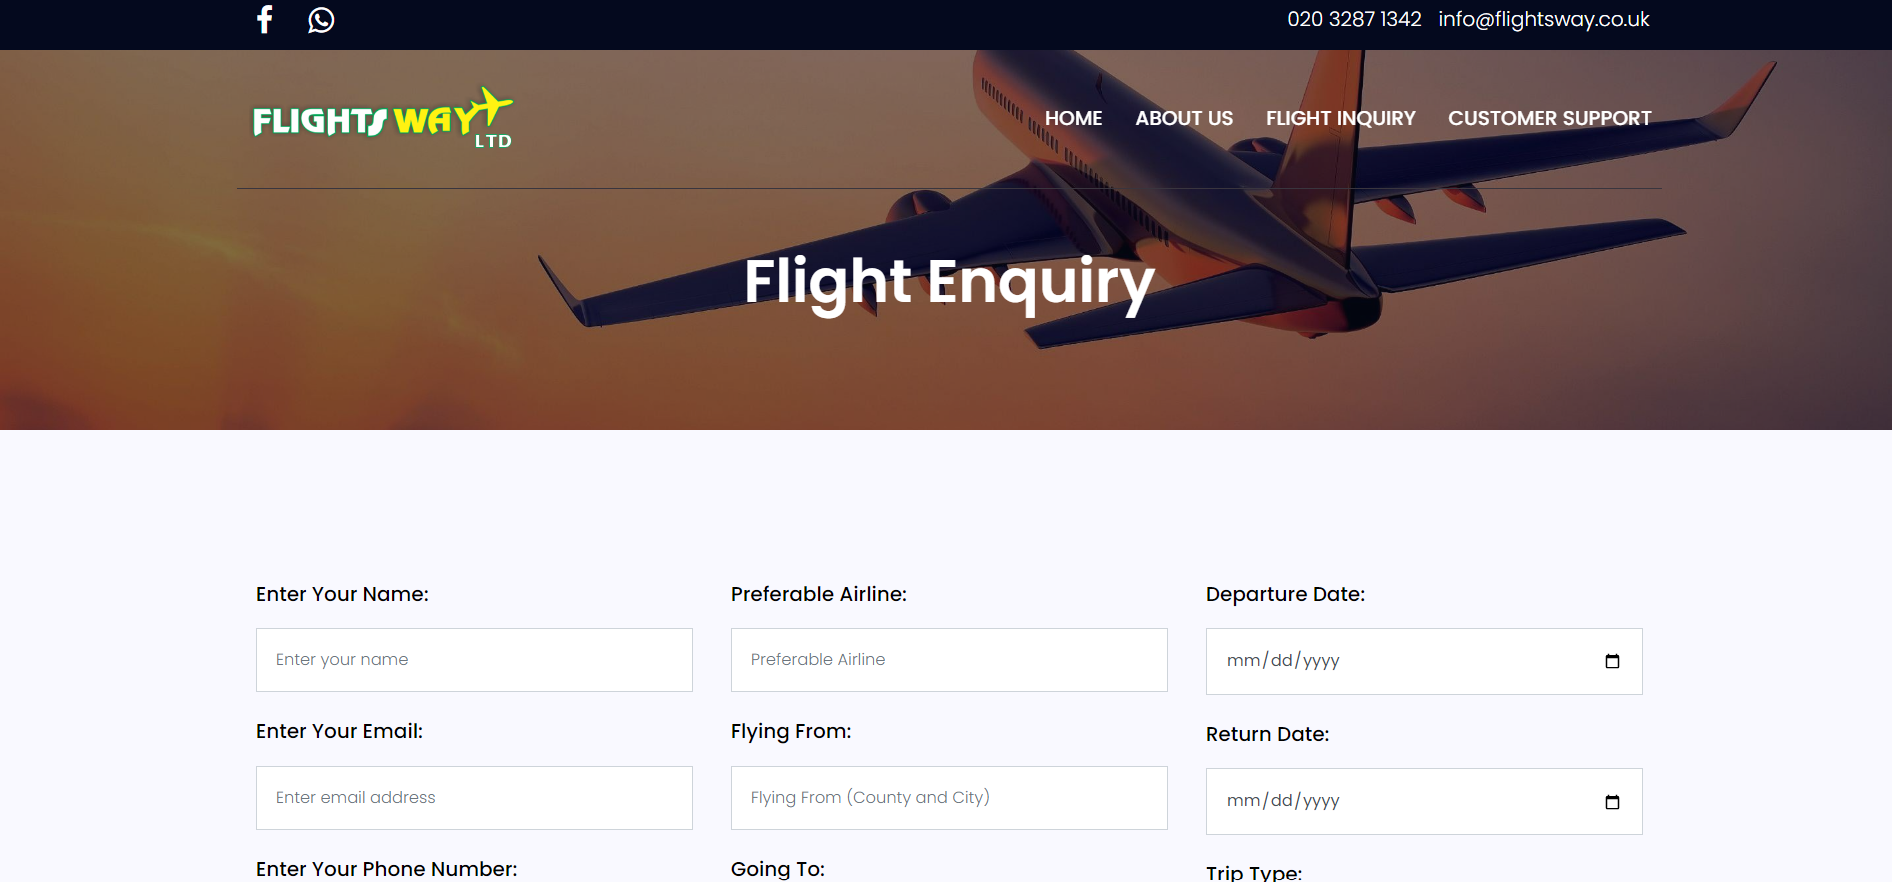 020 3287 1342 info@flightsway.co.uk
FLIGHTS WAY
LTD
HOME ABOUT US FLIGHT INQUIRY CUSTOMER SUPPORT
Flight Enquiry
Enter Your Name:
Enter your name
Enter Your Email:
Enter email address
Enter Your Phone Number:
Preferable Airline:
Preferable Airline
Flying From:
Flying From (County and City)
Going To:
Departure Date:
mm/dd/yyyy
Return Date:
mm/dd/yyyy
Trip Type: